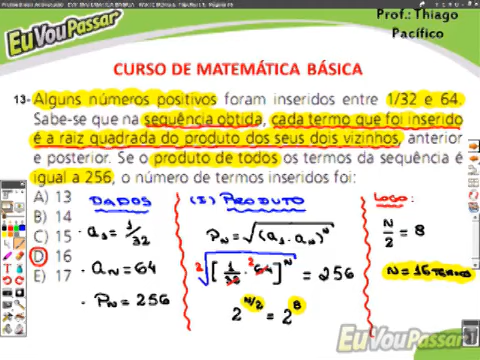 EuVouPassar
Prof.: Thiago
Pacífico
CURSO DE MATEMÁTICA BÁSICA
13- Alguns números positivos foram inseridos entre 1/32 e 64.
Sabe-se que na sequência obtida, cada termo que foi inserido
é a raiz quadrada do produto dos seus dois vizinhos, anterior
e posterior. Se o produto de todos os termos da sequência é
igual a 256, o número de termos inseridos foi:
A) 13
B) 14
C) 15
D) 16
E) 17
DADOS
· a₁ = 1/32
· aN = 64
· PN = 256
(I) PRODUTO
PN = √(a₁ · aN)^N
2√[1/32 · 2 64]^N = 256
2^N/2 = 2^8
LOGO:
N/2 = 8
N = 16 TERMOS
EuVouPassar